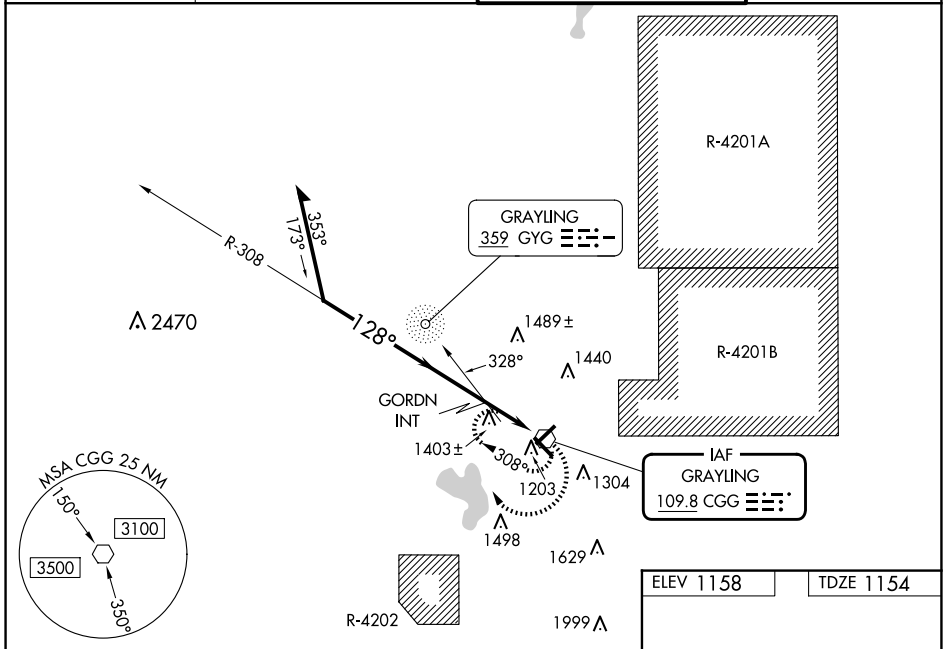 R-4201A
GRAYLING
359 GYG
353°
173°
R-308
2470
128°
1489±
R-4201B
328°
1440
GORDN
INT
1403±
308°
1203
IAF
GRAYLING
109.8 CGG
1304
MSA CGG 25 NM
150°
3100
3500
350°
1498
1629
R-4202
1999
ELEV 1158
TDZE 1154